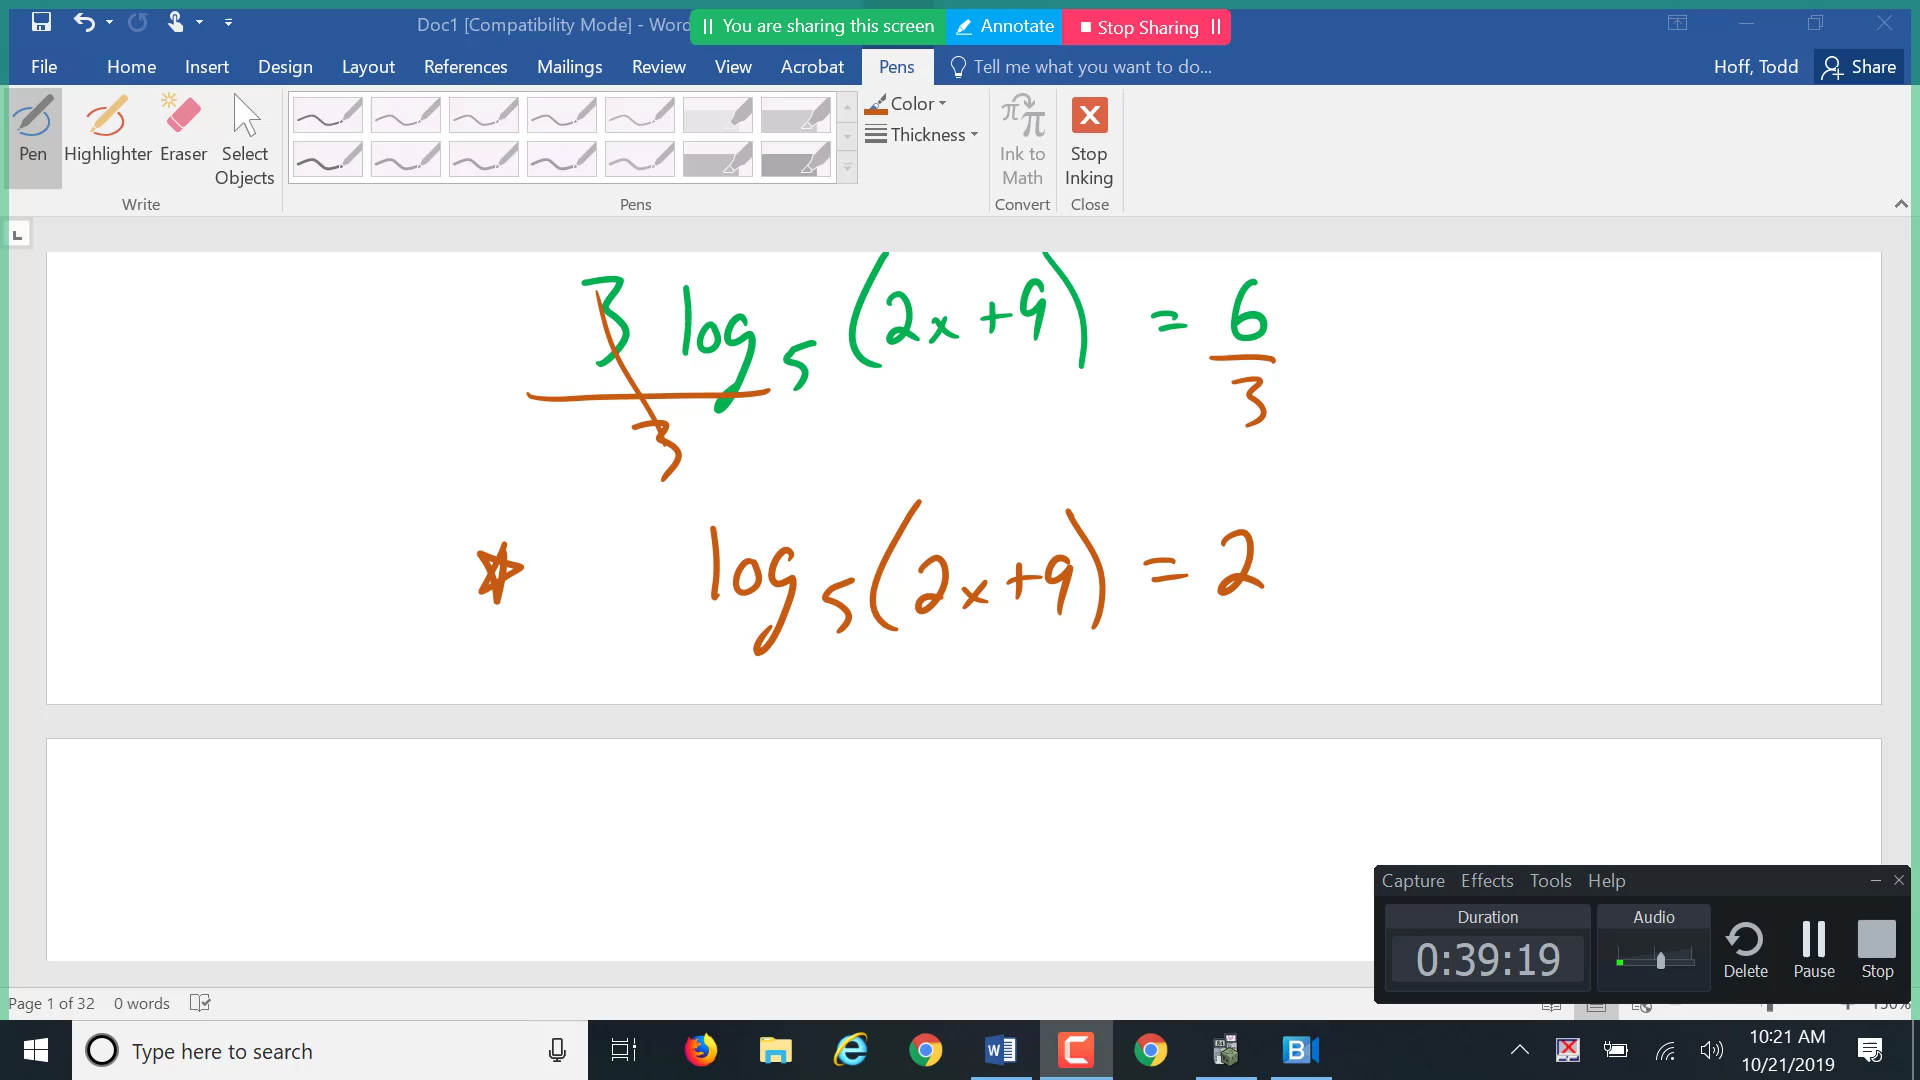 Doc1 [Compatibility Mode] - Word
You are sharing this screen
Annotate
Stop Sharing
File Home Insert Design Layout References Mailings Review View Acrobat Pens Tell me what you want to do...
Hoff, Todd Share
Pen Highlighter Eraser Select Objects
Color
Thickness
Ink to Math
Stop Inking
Write Pens Convert Close
3 log₅(2x+9) = 6
3 3
log₅(2x+9) = 2
Capture Effects Tools Help
Duration Audio
0:39:19
Delete Pause Stop
Page 1 of 32 0 words
Type here to search
10:21 AM
10/21/2019